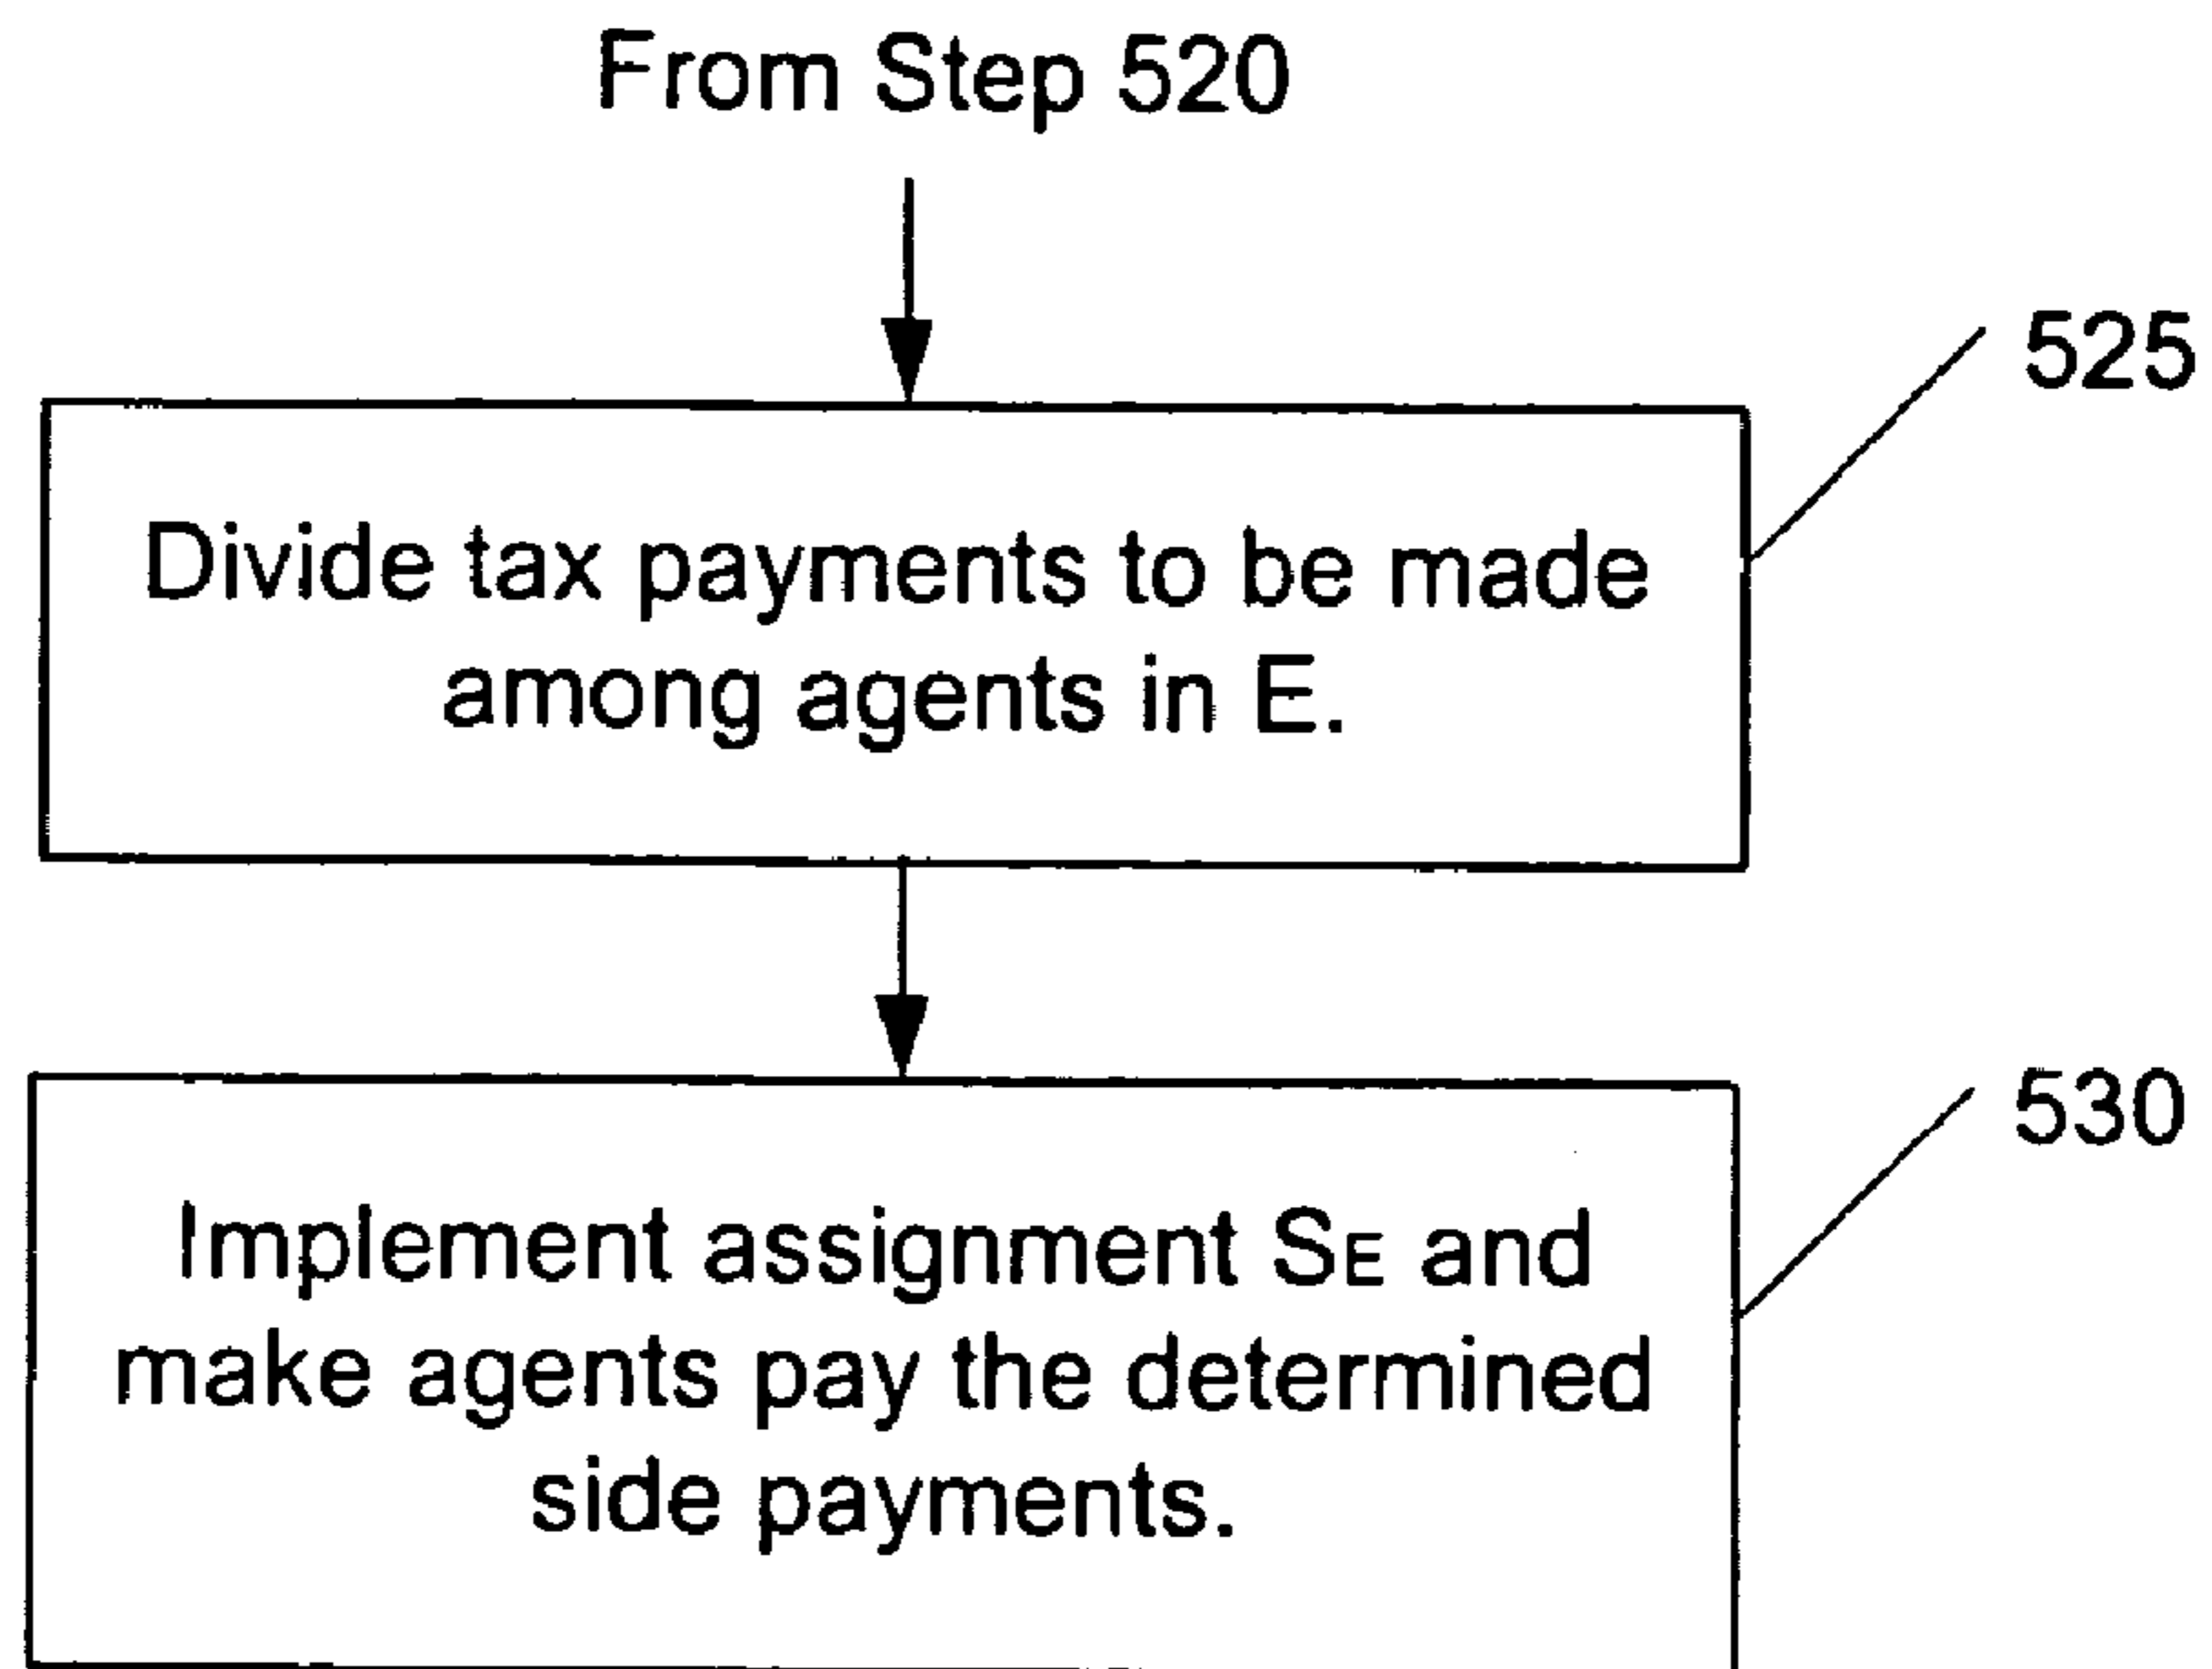 From Step 520
525
Divide tax payments to be made
among agents in E.
530
Implement assignment SE and
make agents pay the determined
side payments.